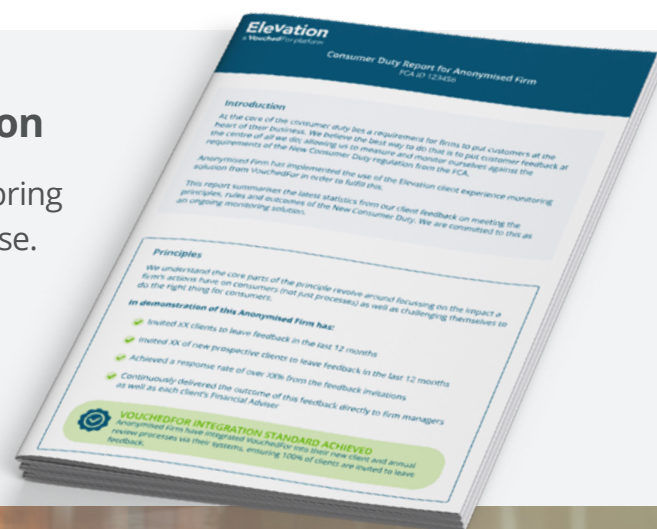 on
oring
se.
Elevation
a VouchedFor platform
Consumer Duty Report for Anonymised Firm
FCA ID 123456
Introduction
At the core of the consumer duty lies a requirement for firms to put customers at the
heart of their business. We believe the best way to do that is to put customer feedback at
the centre of all we do; allowing us to measure and monitor ourselves against the
requirements of the New Consumer Duty regulation from the FCA.
Anonymised Firm has implemented the use of the Elevation client experience monitoring
solution from VouchedFor in order to fulfil this.
This report summarises the latest statistics from our client feedback on meeting the
principles, rules and outcomes of the New Consumer Duty. We are committed to this as
an ongoing monitoring solution.
Principles
We understand the core parts of the principle revolve around focussing on the impact a
firm's actions have on consumers (not just processes) as well as challenging themselves to
do the right thing for consumers.
In demonstration of this Anonymised Firm has:
Invited XX clients to leave feedback in the last 12 months
Invited XX of new prospective clients to leave feedback in the last 12 months
Achieved a response rate of over XX% from the feedback invitations
Continuously delivered the outcome of this feedback directly to firm managers
as well as each client's Financial Adviser
VOUCHEDFOR INTEGRATION STANDARD ACHIEVED
Anonymised Firm have integrated VouchedFor into their new client and annual
review processes via their systems, ensuring 100% of clients are invited to leave
feedback.